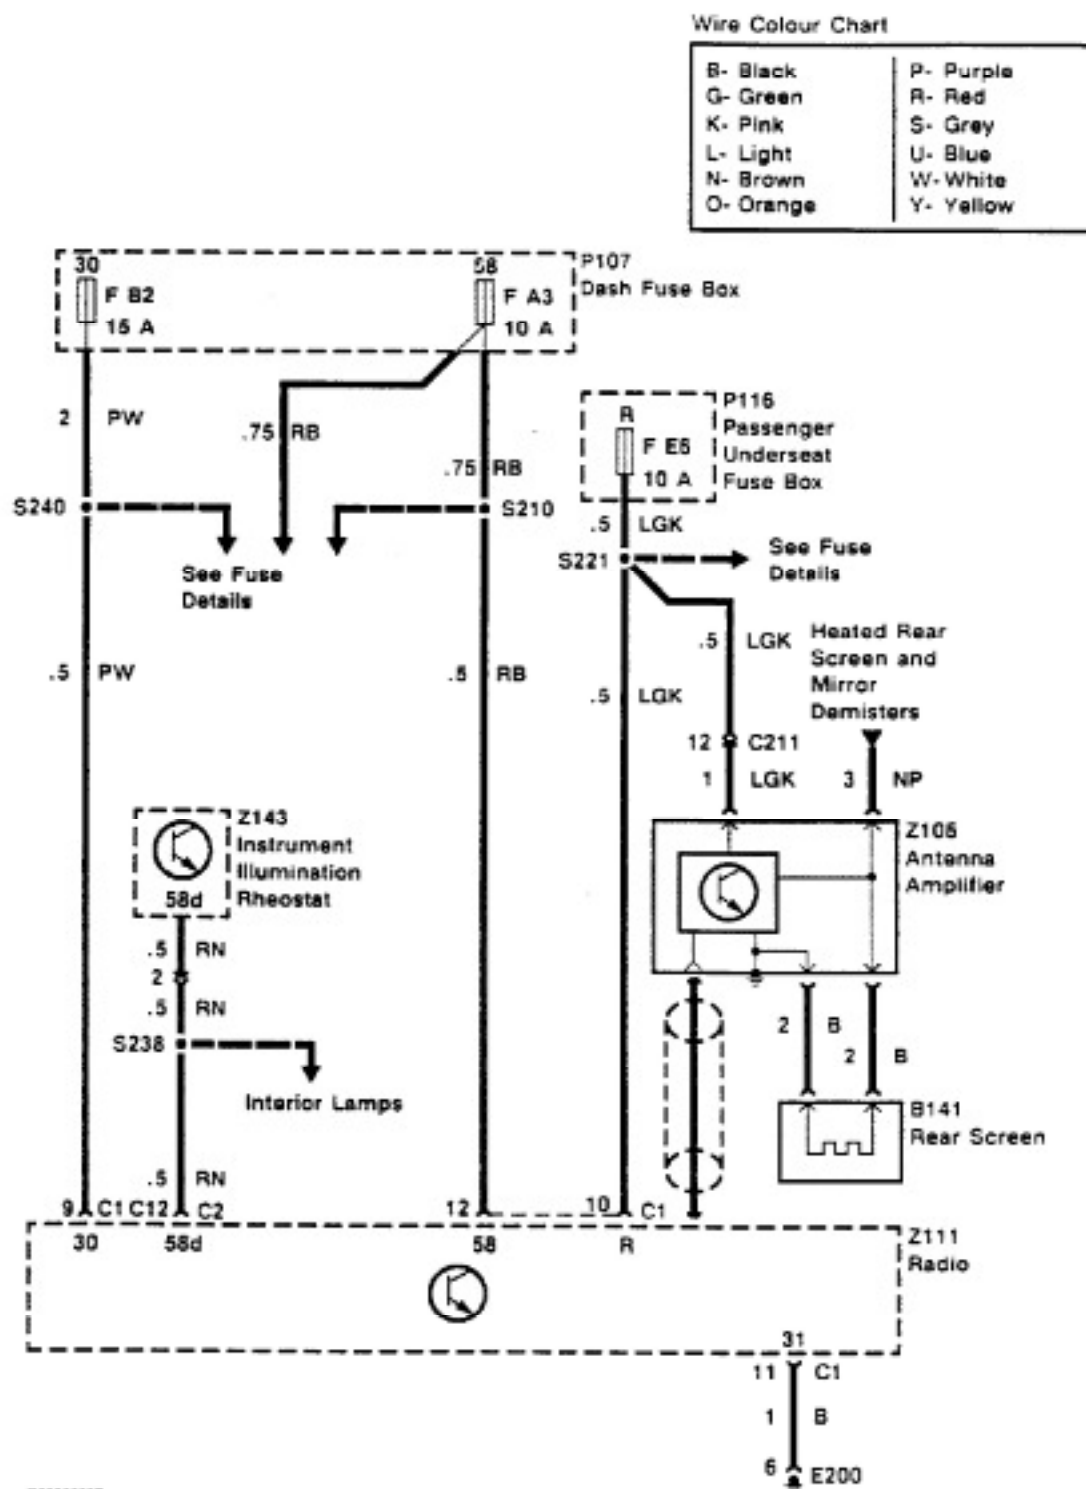 Wire Colour Chart
B- Black
G- Green
K- Pink
L- Light
N- Brown
O- Orange
P- Purple
R- Red
S- Grey
U- Blue
W- White
Y- Yellow
30
F B2
15 A
58
F A3
10 A
P107
Dash Fuse Box
2 PW
.75 RB
.75 RB
R
F E5
10 A
P116
Passenger
Underseat
Fuse Box
S240
S210
.5 LGK
S221
See Fuse
Details
See Fuse
Details
.5 PW
.5 RB
.5 LGK
.5 LGK
Heated Rear
Screen and
Mirror
Demisters
12 C211
1 LGK
3 NP
Z143
Instrument
Illumination
Rheostat
58d
Z105
Antenna
Amplifier
.5 RN
2
.5 RN
S238
Interior Lamps
2 B
2 B
B141
Rear Screen
.5 RN
9 C1
C12 C2
12
10 C1
30
58d
58
R
Z111
Radio
31
11 C1
1 B
6 E200